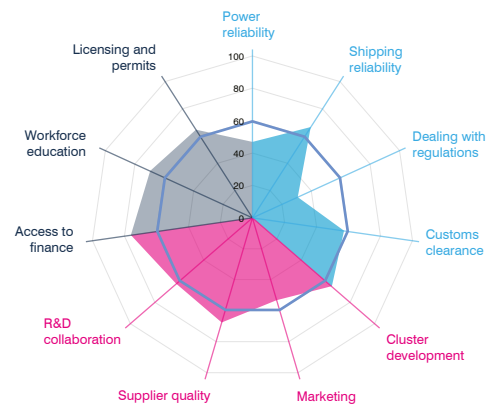 Power
reliability
Licensing and
permits
Shipping
reliability
100
80
60
40
20
0
Workforce
education
Dealing with
regulations
Access to
finance
Customs
clearance
R&D
collaboration
Cluster
development
Supplier quality
Marketing